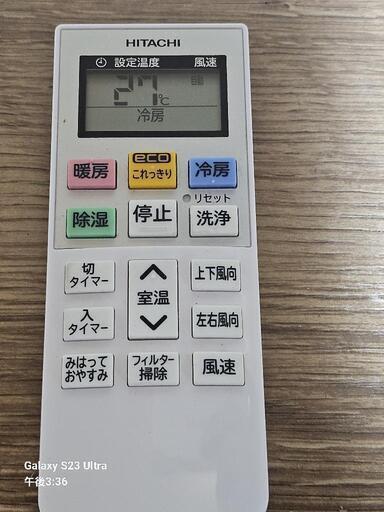 HITACHI
設定温度 風速
27℃
冷房
暖房 eco これっきり 冷房
リセット
除湿 停止 洗浄
切タイマー 室温 上下風向
入タイマー 左右風向
みはっておやすみ フィルター掃除 風速
Galaxy S23 Ultra
午後3:36